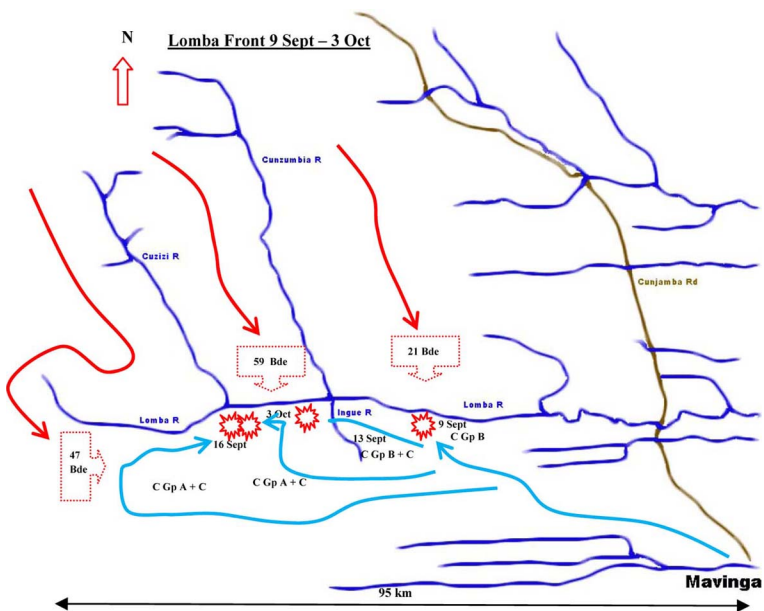 N
Lomba Front 9 Sept – 3 Oct
Cunzumbia R
Cuzizi R
Cunjamba Rd
59 Bde
21 Bde
Lomba R
3 Oct
Ingue R
Lomba R
9 Sept
C Gp B
16 Sept
13 Sept
C Gp B + C
47
Bde
C Gp A + C
C Gp A + C
Mavinga
95 km